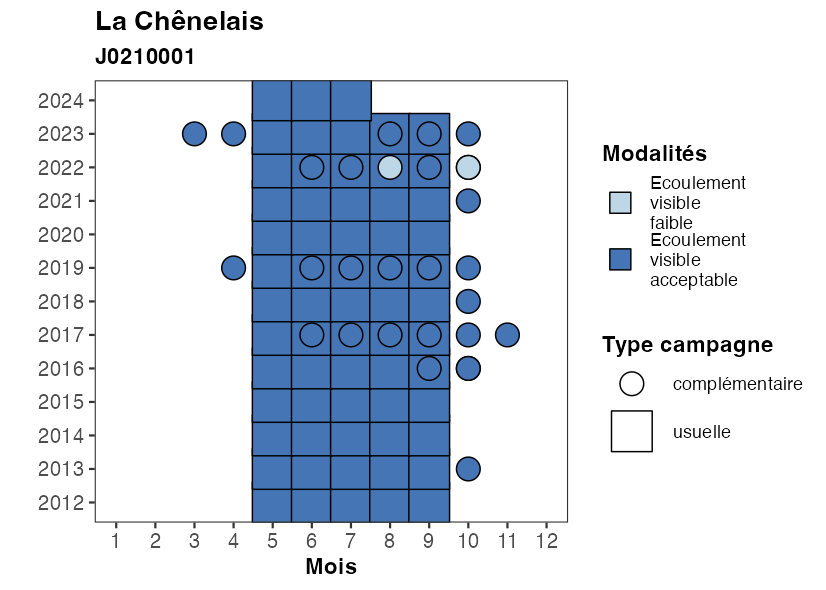 La Chênelais
J0210001
2024
2023
2022
2021
2020
2019
2018
2017
2016
2015
2014
2013
2012
1 2 3 4 5 6 7 8 9 10 11 12
Mois
Modalités
Ecoulement
visible
faible
Ecoulement
visible
acceptable
Type campagne
complémentaire
usuelle